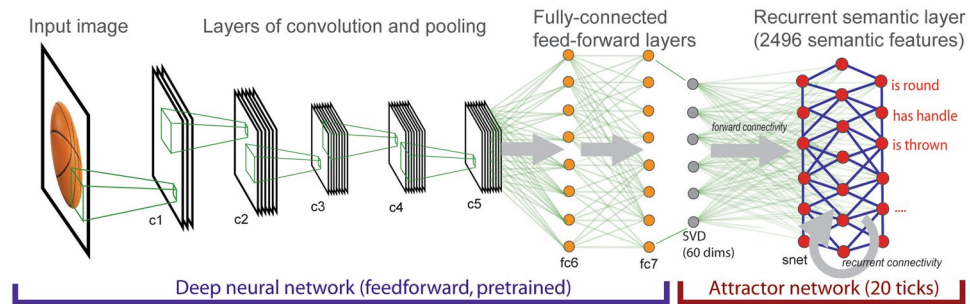 Input image
Layers of convolution and pooling
Fully-connected
feed-forward layers
Recurrent semantic layer
(2496 semantic features)
is round
has handle
is thrown
....
forward connectivity
c1
c2
c3
c4
c5
fc6
fc7
SVD
(60 dims)
snet
recurrent connectivity
Deep neural network (feedforward, pretrained)
Attractor network (20 ticks)